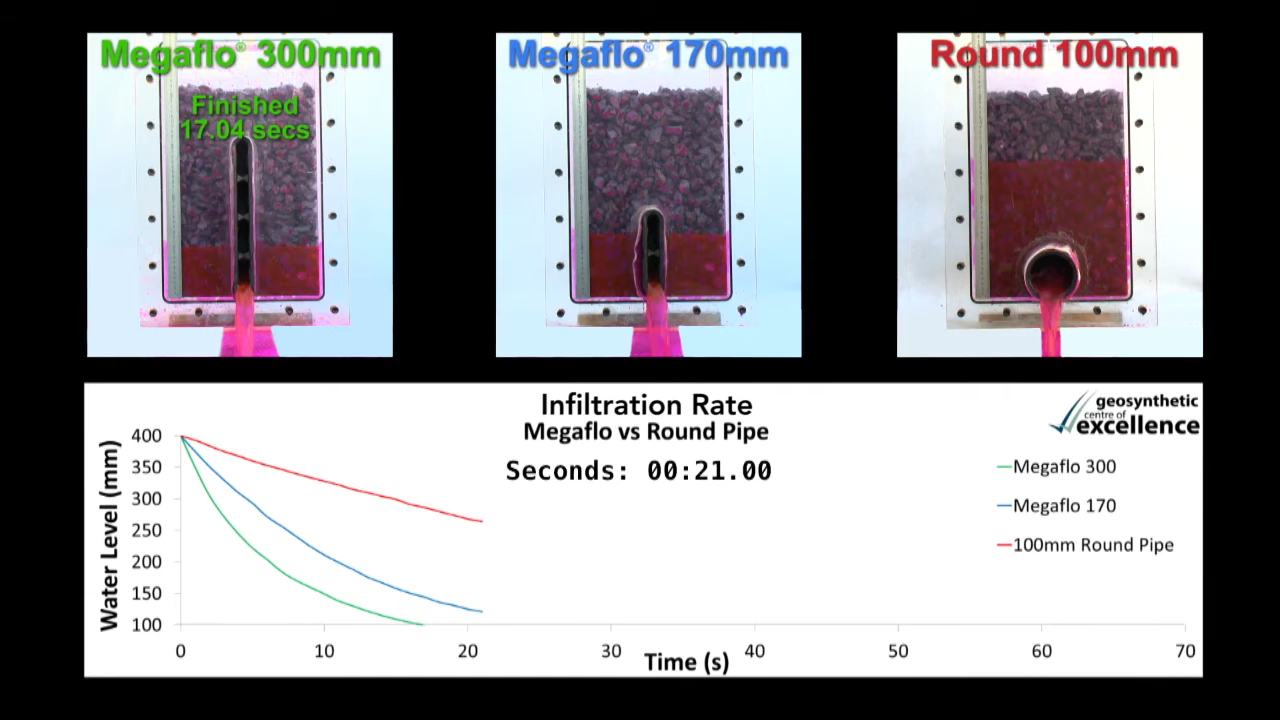 Megaflo® 300mm
Finished
17.04 secs
Megaflo® 170mm
Round 100mm
Infiltration Rate
Megaflo vs Round Pipe
Seconds: 00:21.00
geosynthetic
centre of
excellence
Water Level (mm)
400
350
300
250
200
150
100
0 10 20 30 40 50 60 70
Time (s)
Megaflo 300
Megaflo 170
100mm Round Pipe